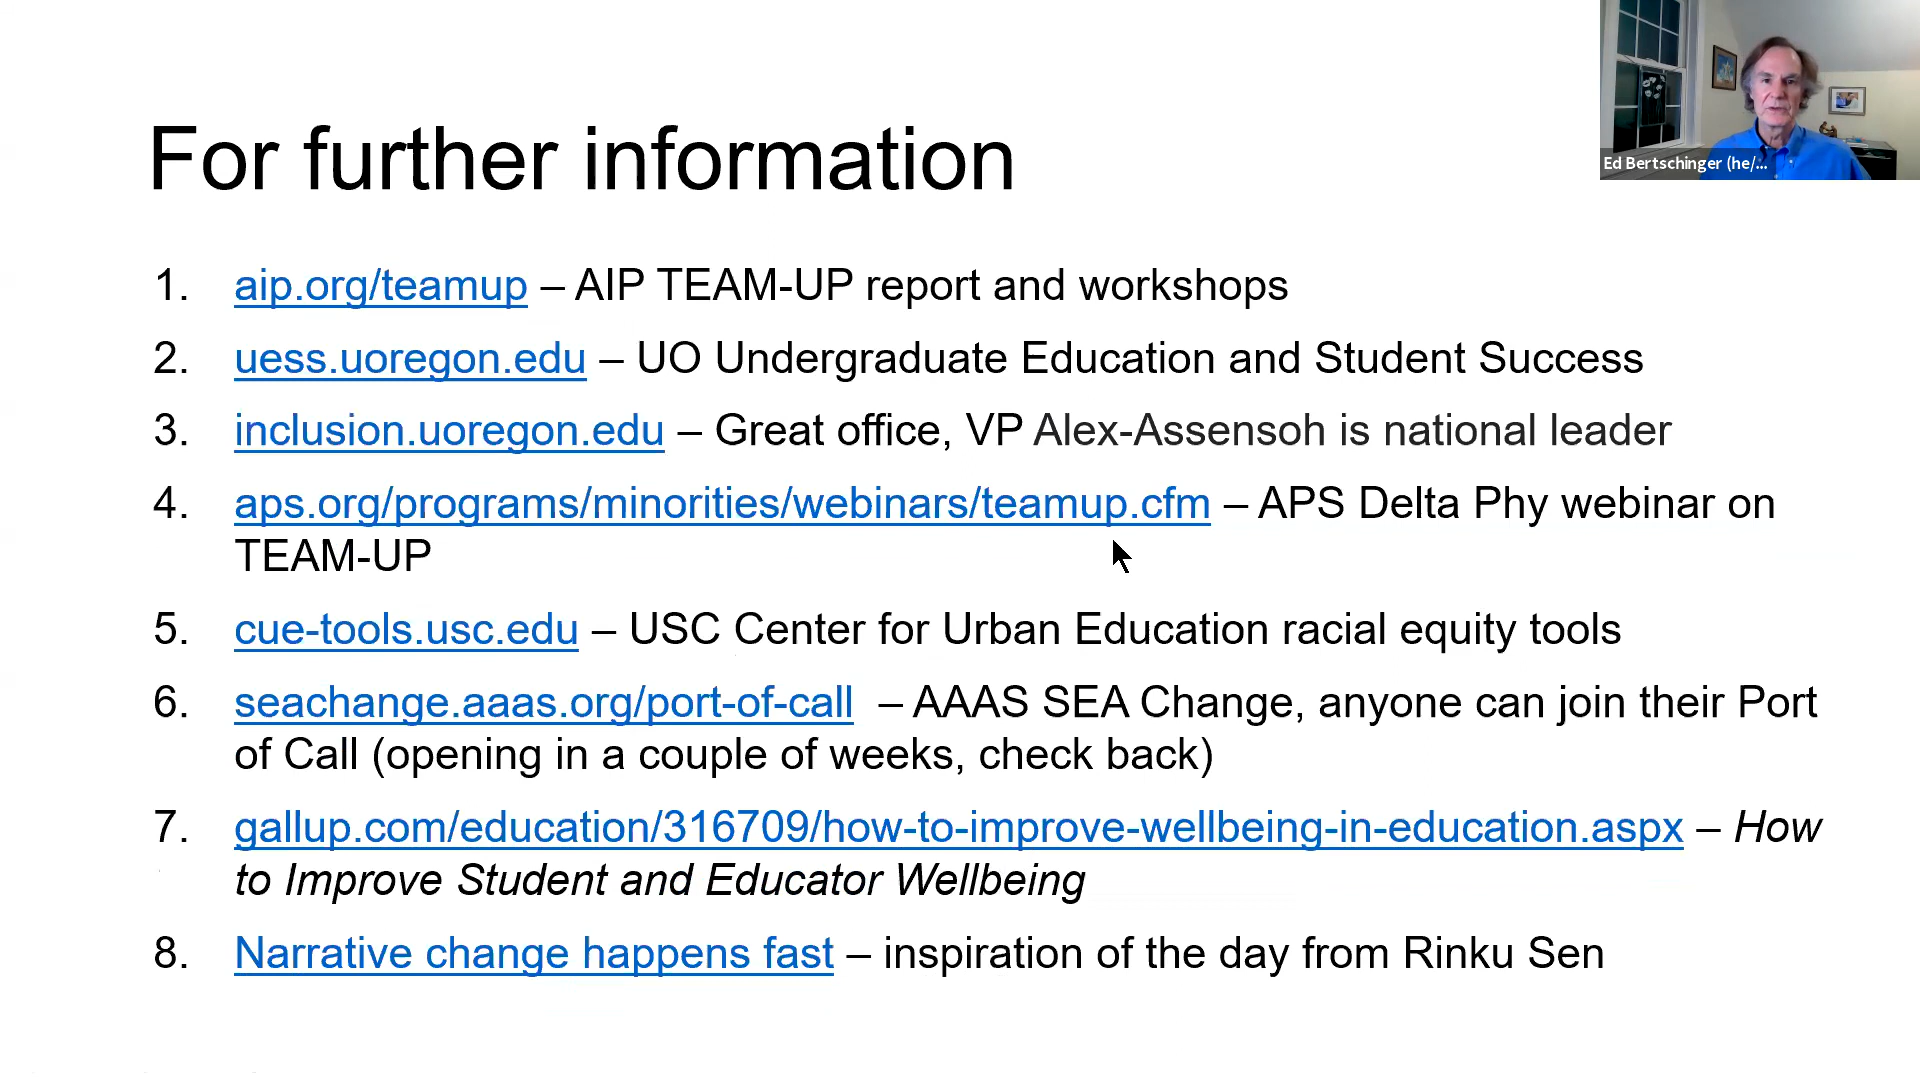 For further information
Ed Bertschinger (he/...
1. aip.org/teamup – AIP TEAM-UP report and workshops
2. uess.uoregon.edu – UO Undergraduate Education and Student Success
3. inclusion.uoregon.edu – Great office, VP Alex-Assensoh is national leader
4. aps.org/programs/minorities/webinars/teamup.cfm – APS Delta Phy webinar on
TEAM-UP
5. cue-tools.usc.edu – USC Center for Urban Education racial equity tools
6. seachange.aaas.org/port-of-call – AAAS SEA Change, anyone can join their Port
of Call (opening in a couple of weeks, check back)
7. gallup.com/education/316709/how-to-improve-wellbeing-in-education.aspx – How
to Improve Student and Educator Wellbeing
8. Narrative change happens fast – inspiration of the day from Rinku Sen